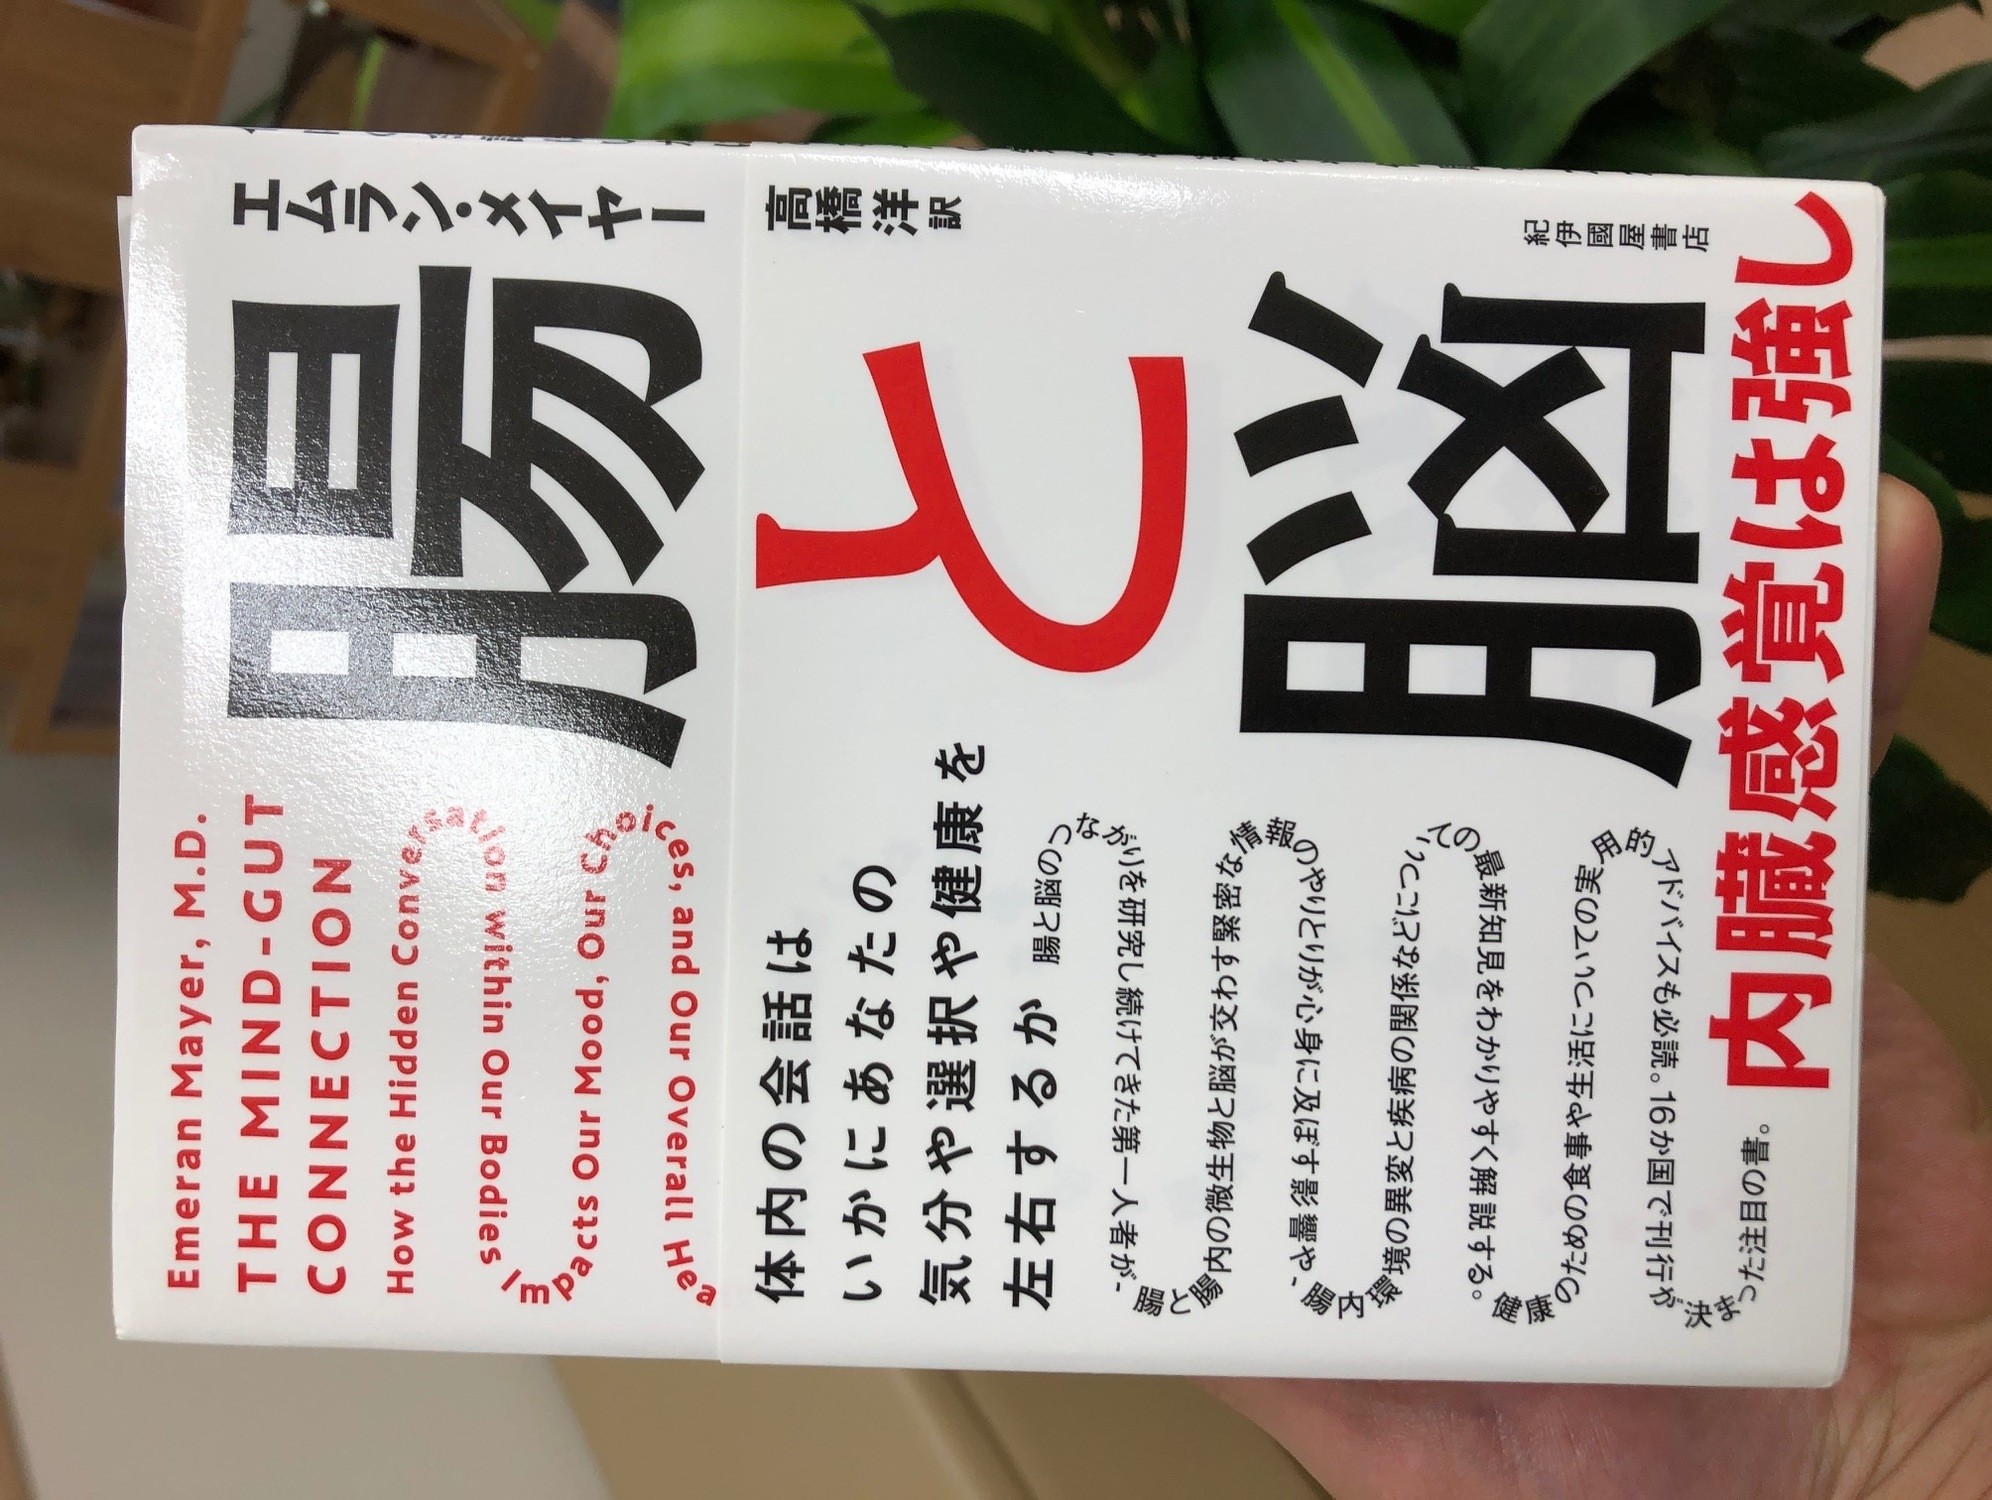 Emeran Mayer, M.D.
THE MIND-GUT
CONNECTION
How the Hidden Conversation within Our Bodies Impacts Our Mood, Our Choices, and Our Overall Hea
エムラン・メイヤー
腸
と
脳
高橋洋訳
紀伊國屋書店
体内の会話は
いかにあなたの
気分や選択や健康を
左右するか
腸と脳のつながりを研究し続けてきた第一人者が、腸と腸内の微生物と脳が交わす緊密な情報のやりとりが心身に及ぼす影響や、腸内環境の異変と疾病の関係などについての最新知見をわかりやすく解説する。健康のための食事や生活についての実用的アドバイスも必読。16か国で刊行が決まった注目の書。
内臓感覚は強し